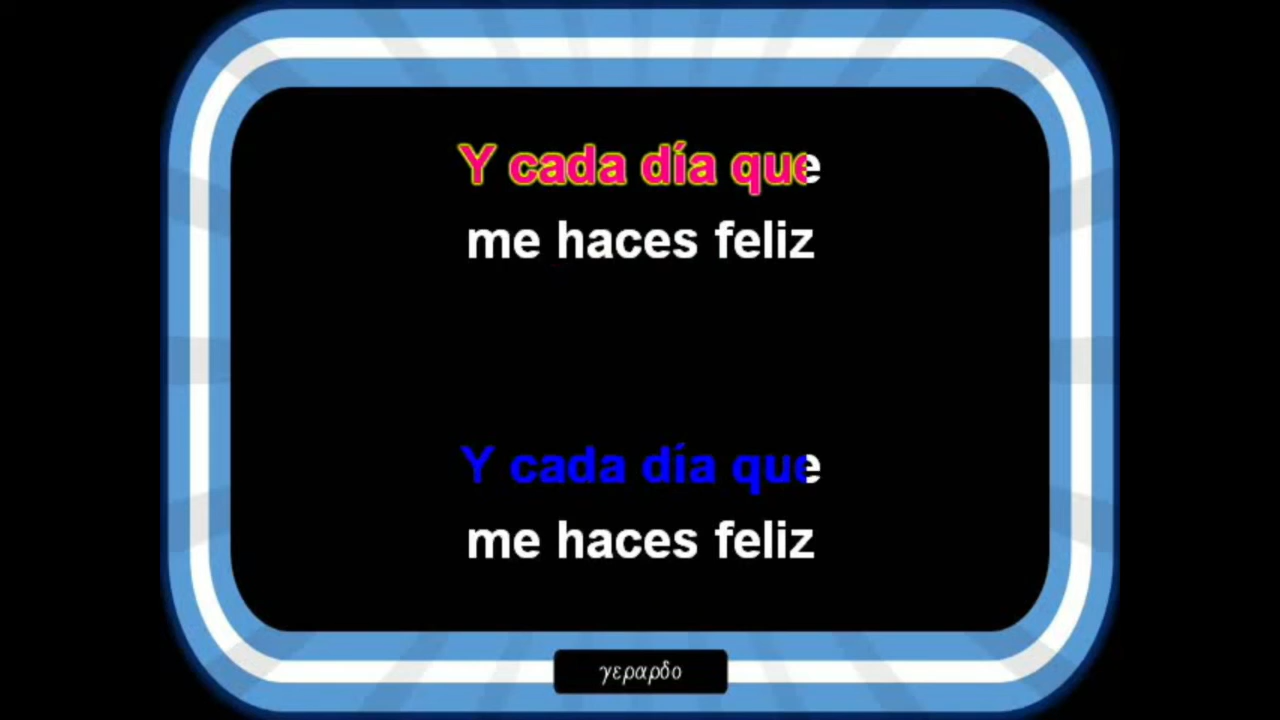 Y cada día que
me haces feliz
Y cada día que
me haces feliz
γεραρδο